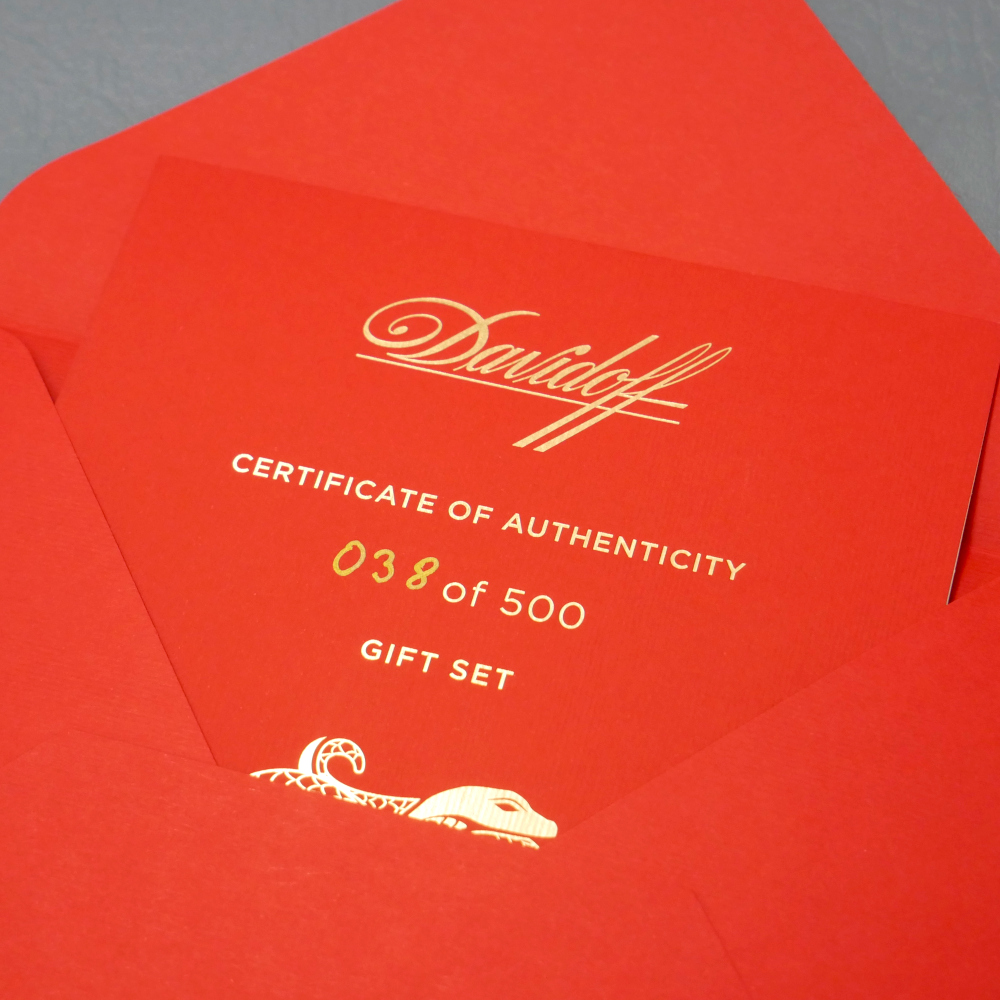 Davidoff
CERTIFICATE OF AUTHENTICITY
038 of 500
GIFT SET